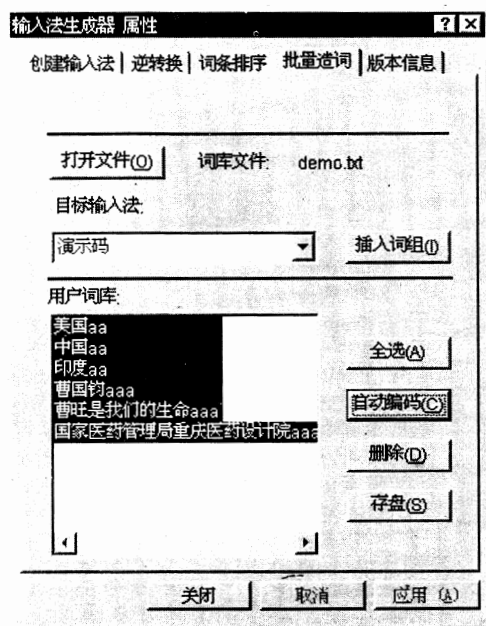 输入法生成器 属性
创建输入法 逆转换 词条排序 批量造词 版本信息
打开文件(O) 词库文件: demo.txt
目标输入法:
演示码 插入词组(I)
用户词库:
美国aa
中国aa
印度aa
曹国钧aaa
曹旺是我们的生命aaa
国家医药管理局重庆医药设计院aaa
全选(A)
自动编码(C)
删除(D)
存盘(S)
关闭 取消 应用 (A)